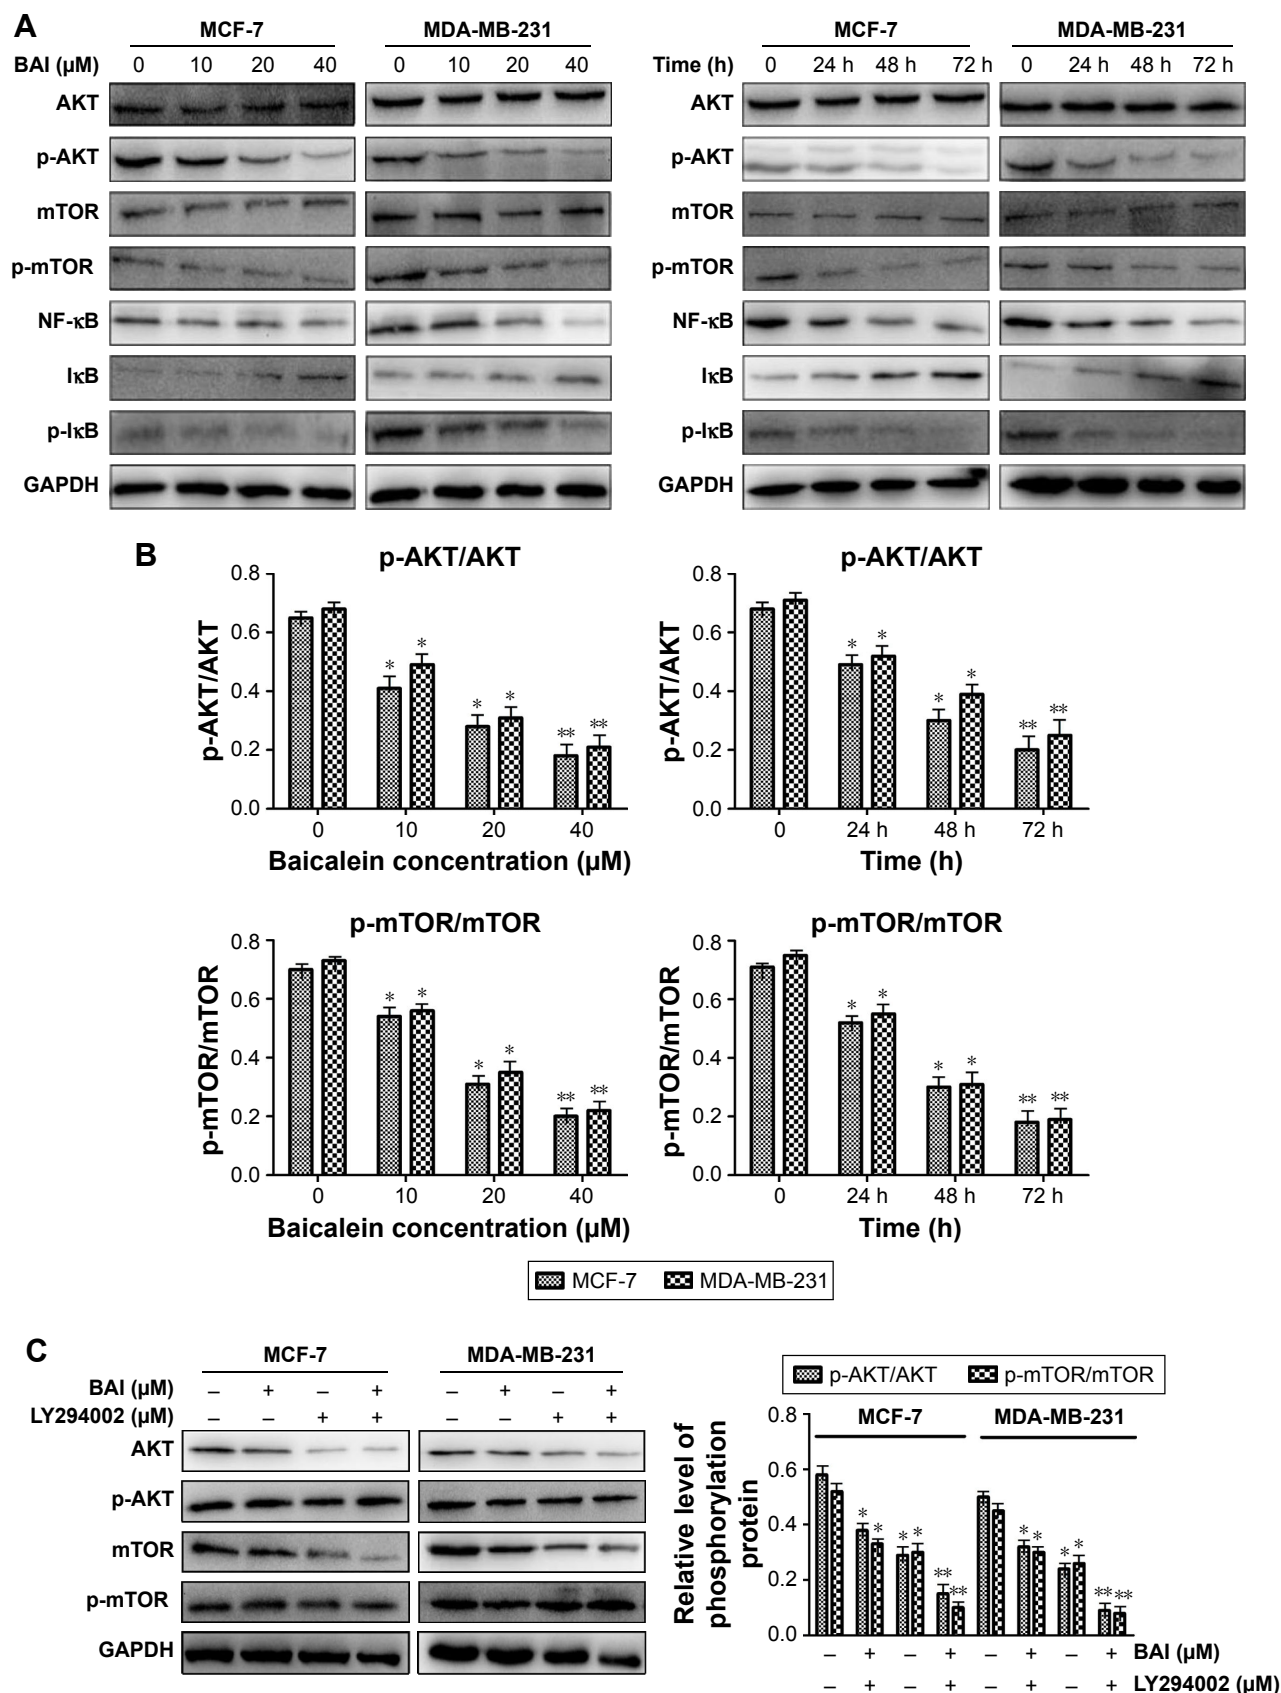 A
MCF-7 MDA-MB-231 MCF-7 MDA-MB-231
BAI (µM) 0 10 20 40 0 10 20 40 Time (h) 0 24 h 48 h 72 h 0 24 h 48 h 72 h
AKT AKT
p-AKT p-AKT
mTOR mTOR
p-mTOR p-mTOR
NF-κB NF-κB
IκB IκB
p-IκB p-IκB
GAPDH GAPDH
B
p-AKT/AKT
p-AKT/AKT
0.8
0.6
0.4
0.2
0.0
* * * * ** **
0 10 20 40
Baicalein concentration (µM)
p-AKT/AKT
p-AKT/AKT
0.8
0.6
0.4
0.2
0.0
* * * * ** **
0 24 h 48 h 72 h
Time (h)
p-mTOR/mTOR
p-mTOR/mTOR
0.8
0.6
0.4
0.2
0.0
* * * * ** **
0 10 20 40
Baicalein concentration (µM)
p-mTOR/mTOR
p-mTOR/mTOR
0.8
0.6
0.4
0.2
0.0
* * * * ** **
0 24 h 48 h 72 h
Time (h)
MCF-7 MDA-MB-231
C
MCF-7 MDA-MB-231
BAI (µM) – + – + – + – +
LY294002 (µM) – – + + – – + +
AKT
p-AKT
mTOR
p-mTOR
GAPDH
p-AKT/AKT p-mTOR/mTOR
MCF-7 MDA-MB-231
Relative level of
phosphorylation
protein
0.8
0.6
0.4
0.2
0.0
* * * * ** ** * * * * ** **
– + – + – + – + BAI (µM)
– + – + – + – + LY294002 (µM)